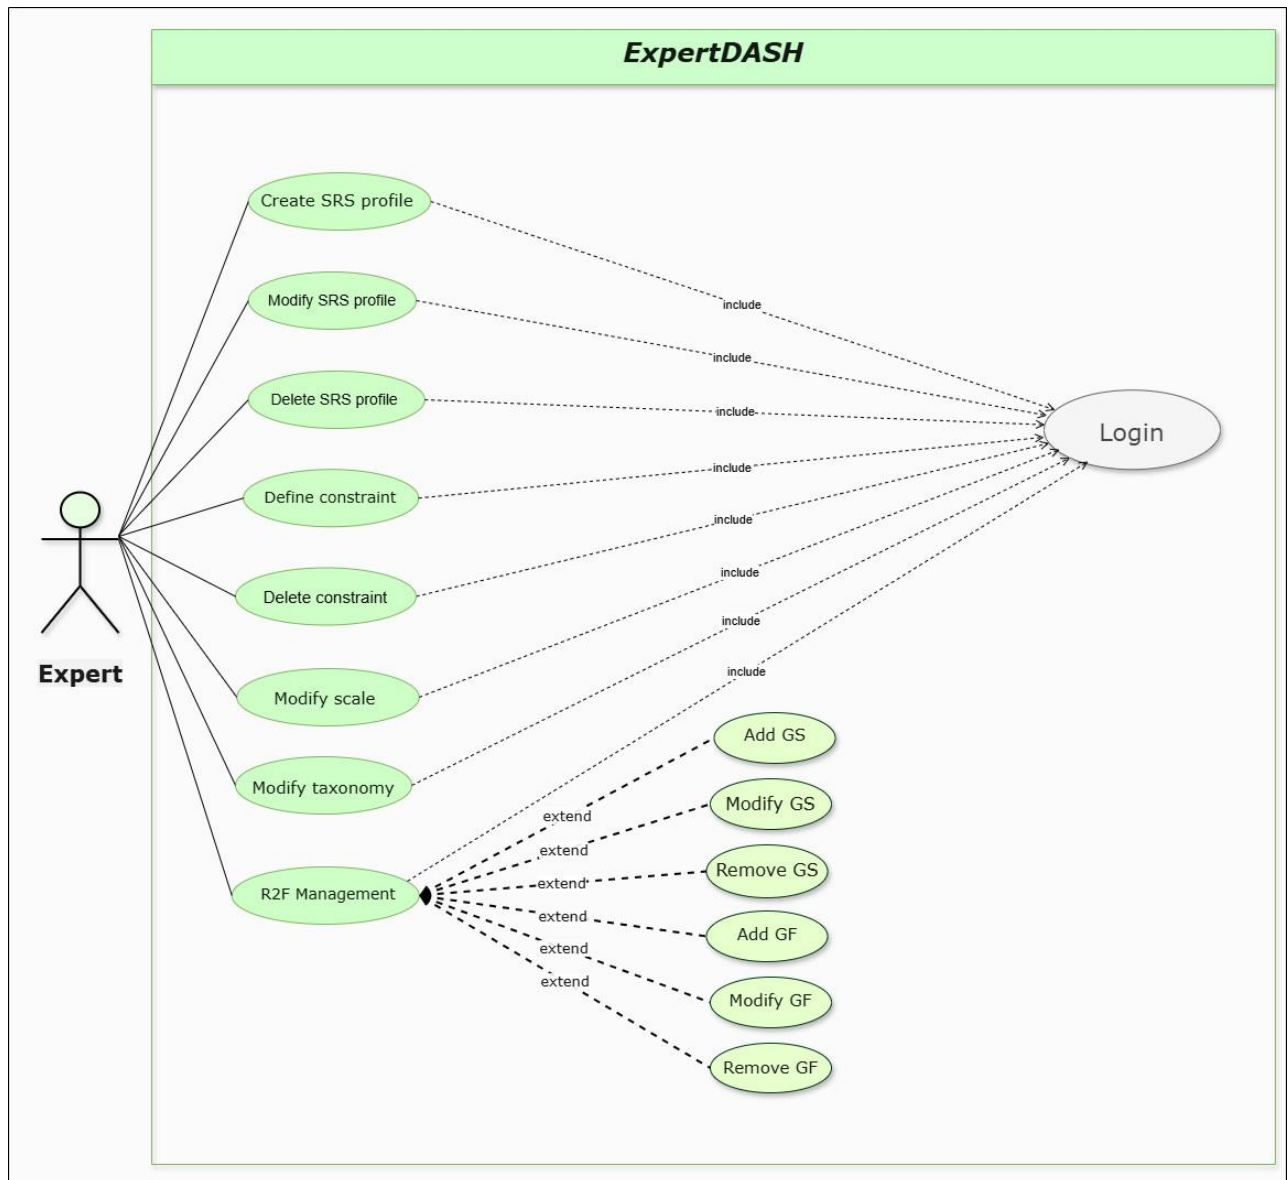 ExpertDASH
Create SRS profile
include
Modify SRS profile
include
Delete SRS profile
include
Login
Define constraint
include
Delete constraint
include
Expert
Modify scale
include
Modify taxonomy
include
R2F Management
include
Add GS
extend
Modify GS
extend
Remove GS
extend
Add GF
extend
Modify GF
extend
Remove GF
extend